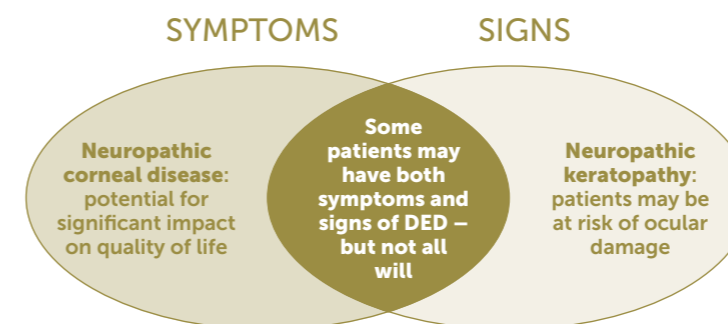 SYMPTOMS
SIGNS
Neuropathic
corneal disease:
potential for
significant impact
on quality of life
Some
patients may
have both
symptoms and
signs of DED –
but not all
will
Neuropathic
keratopathy:
patients may be
at risk of ocular
damage